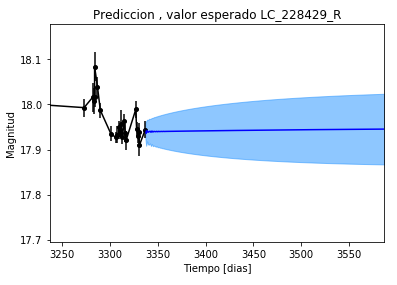 Prediccion , valor esperado LC_228429_R
Magnitud
18.1
18.0
17.9
17.8
17.7
3250 3300 3350 3400 3450 3500 3550
Tiempo [dias]